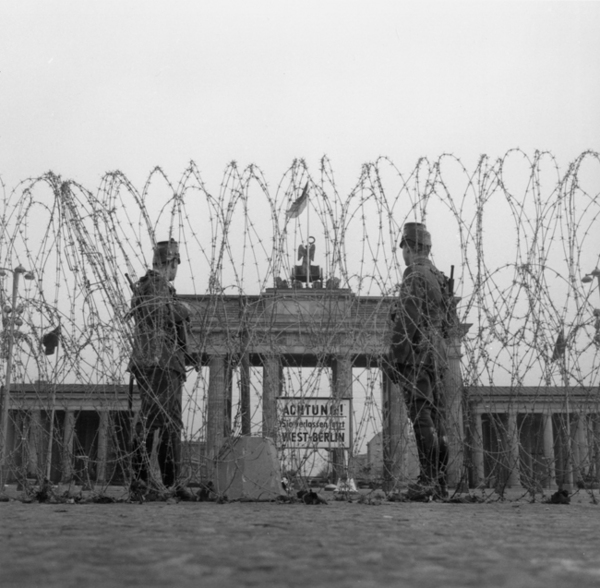 ACHTUNG!
Sie verlassen jetzt
WEST-BERLIN